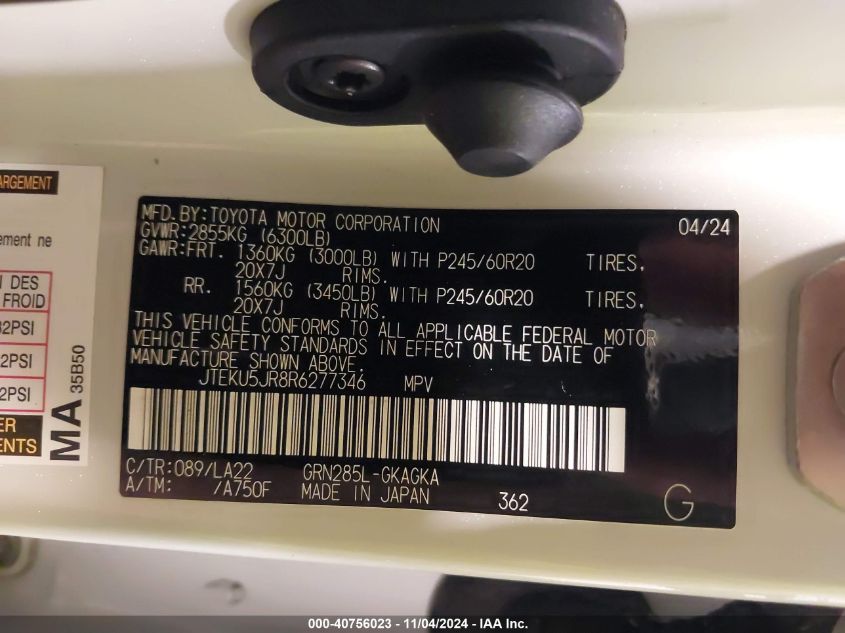 ARGEMENT
ement ne
N DES
FROID
32PSI
2PSI
2PSI
ER
ENTS
MA 35B50
MFD.BY:TOYOTA MOTOR CORPORATION 04/24
GVWR:2855KG (6300LB)
GAWR:FRT. 1360KG (3000LB) WITH P245/60R20 TIRES.
20X7J RIMS.
RR. 1560KG (3450LB) WITH P245/60R20 TIRES.
20X7J RIMS.
THIS VEHICLE CONFORMS TO ALL APPLICABLE FEDERAL MOTOR
VEHICLE SAFETY STANDARDS IN EFFECT ON THE DATE OF
MANUFACTURE SHOWN ABOVE.
JTEKU5JR8R6277346 MPV
C/TR:089/LA22 GRN285L-GKAGKA
A/TM: /A750F MADE IN JAPAN 362 G
000-40756023 - 11/04/2024 - IAA Inc.